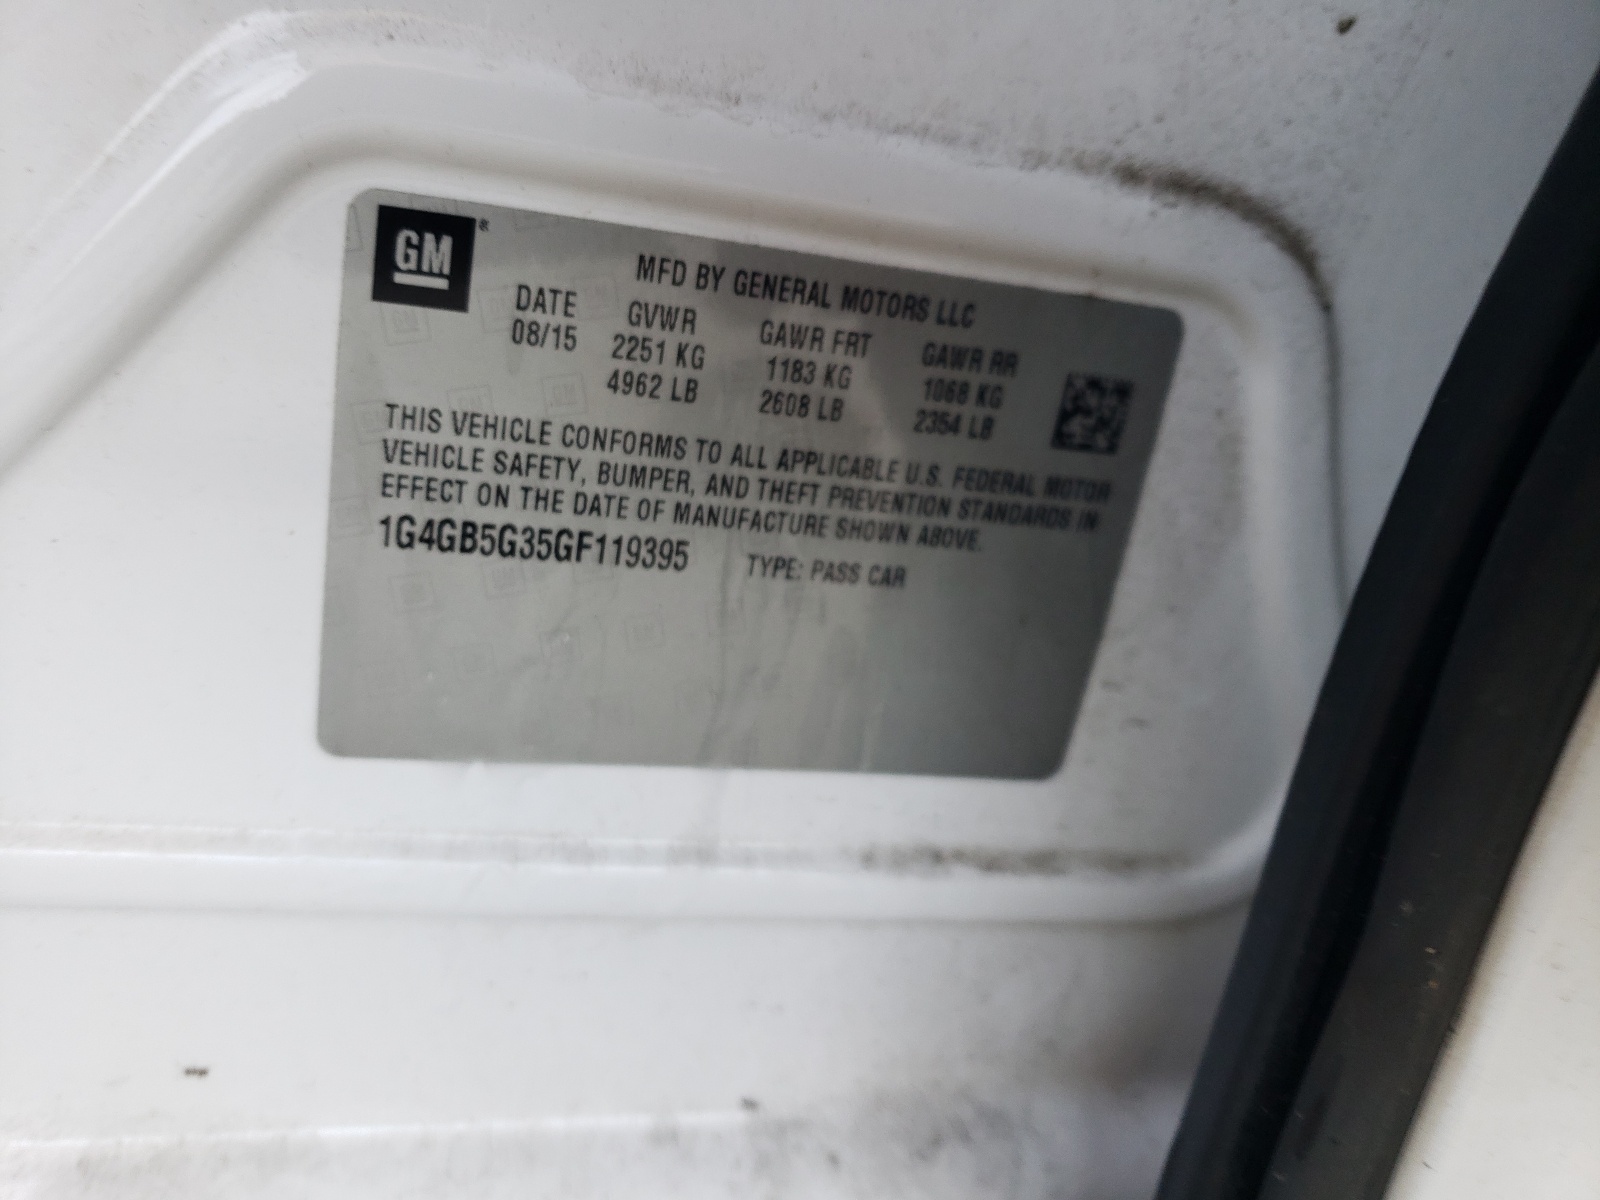 GM®
MFD BY GENERAL MOTORS LLC
DATE GVWR GAWR FRT GAWR RR
08/15 2251 KG 1183 KG 1068 KG
4962 LB 2608 LB 2354 LB
THIS VEHICLE CONFORMS TO ALL APPLICABLE U.S. FEDERAL MOTOR
VEHICLE SAFETY, BUMPER, AND THEFT PREVENTION STANDARDS IN
EFFECT ON THE DATE OF MANUFACTURE SHOWN ABOVE.
1G4GB5G35GF119395 TYPE: PASS CAR